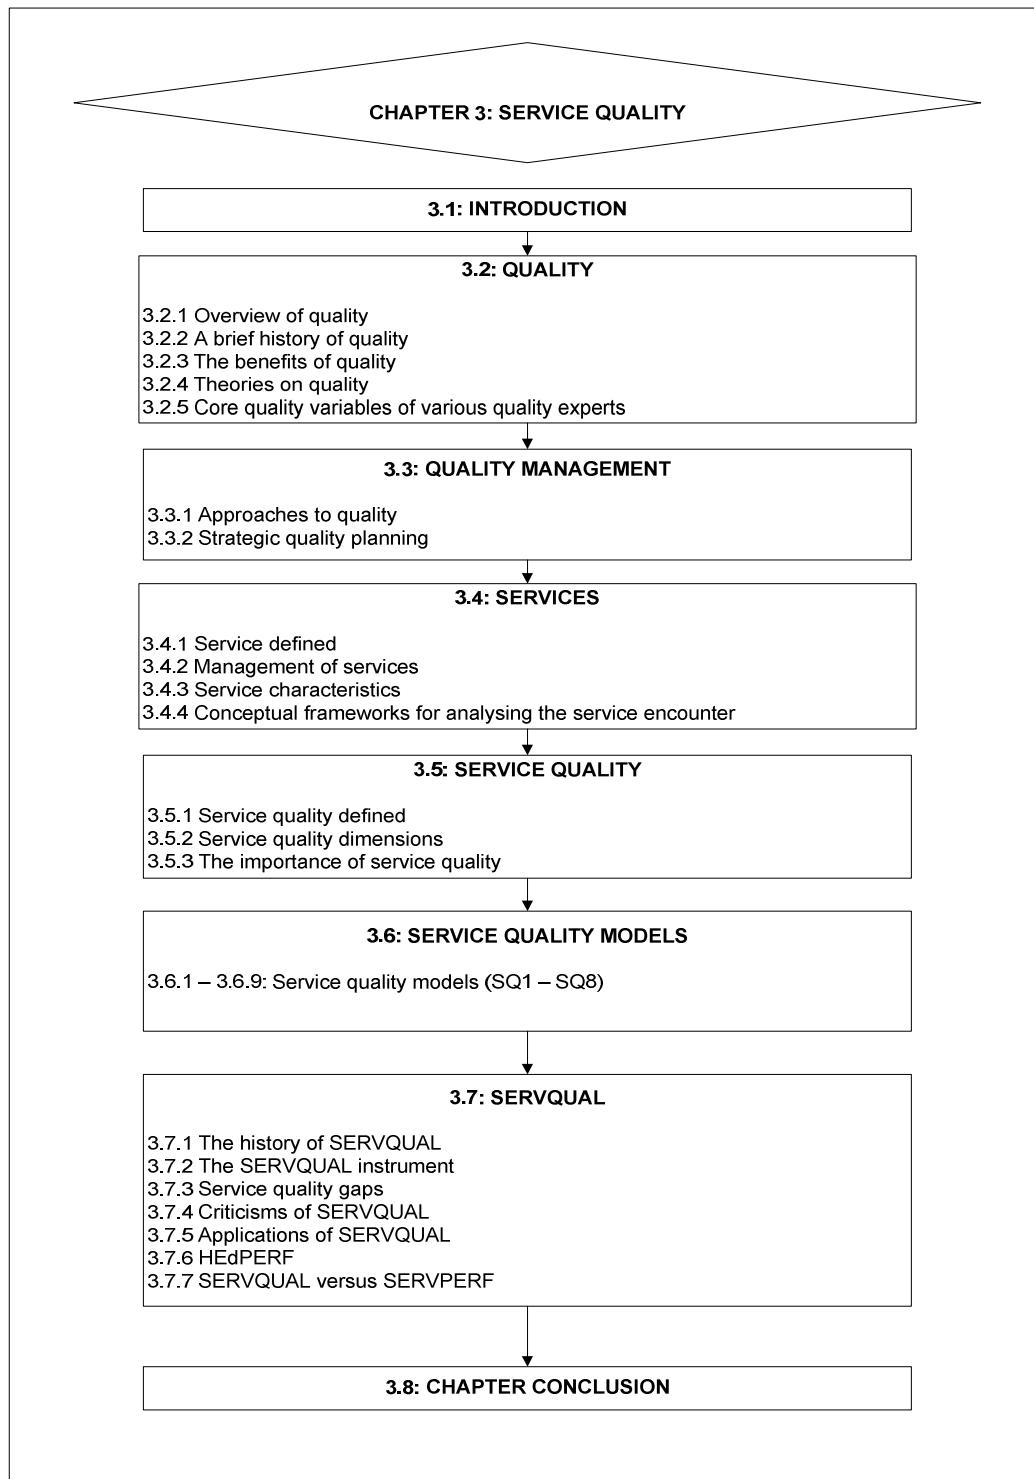 CHAPTER 3: SERVICE QUALITY
3.1: INTRODUCTION
3.2: QUALITY
3.2.1 Overview of quality
3.2.2 A brief history of quality
3.2.3 The benefits of quality
3.2.4 Theories on quality
3.2.5 Core quality variables of various quality experts
3.3: QUALITY MANAGEMENT
3.3.1 Approaches to quality
3.3.2 Strategic quality planning
3.4: SERVICES
3.4.1 Service defined
3.4.2 Management of services
3.4.3 Service characteristics
3.4.4 Conceptual frameworks for analysing the service encounter
3.5: SERVICE QUALITY
3.5.1 Service quality defined
3.5.2 Service quality dimensions
3.5.3 The importance of service quality
3.6: SERVICE QUALITY MODELS
3.6.1 – 3.6.9: Service quality models (SQ1 – SQ8)
3.7: SERVQUAL
3.7.1 The history of SERVQUAL
3.7.2 The SERVQUAL instrument
3.7.3 Service quality gaps
3.7.4 Criticisms of SERVQUAL
3.7.5 Applications of SERVQUAL
3.7.6 HEdPERF
3.7.7 SERVQUAL versus SERVPERF
3.8: CHAPTER CONCLUSION